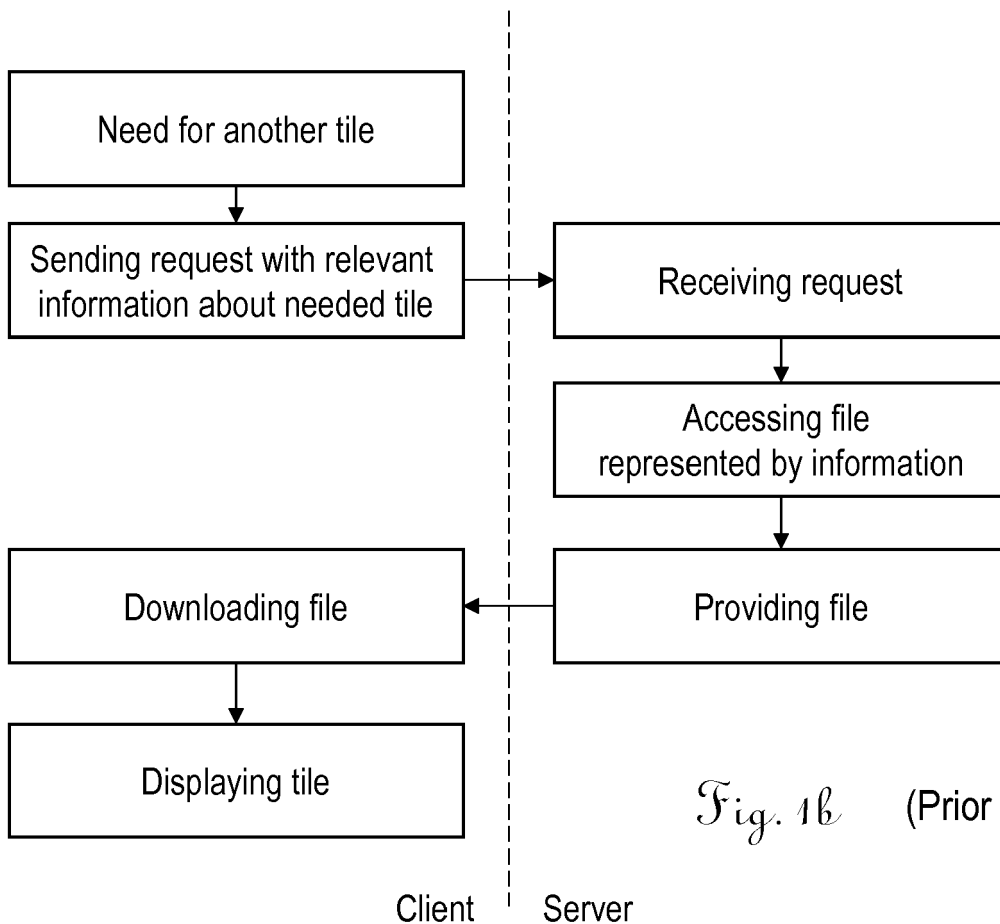 Need for another tile
Sending request with relevant
information about needed tile
Receiving request
Accessing file
represented by information
Downloading file
Providing file
Displaying tile
Fig. 1b (Prior
Client
Server